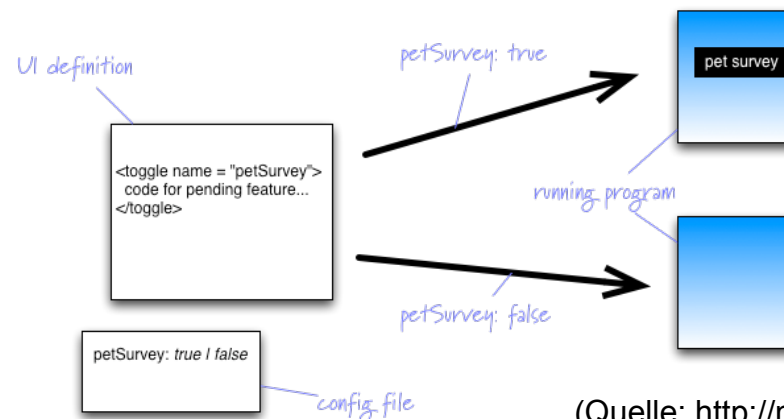 UI definition
petSurvey: true
pet survey
<toggle name = "petSurvey">
code for pending feature...
</toggle>
running program
petSurvey: false
petSurvey: true | false
config file
(Quelle: http://